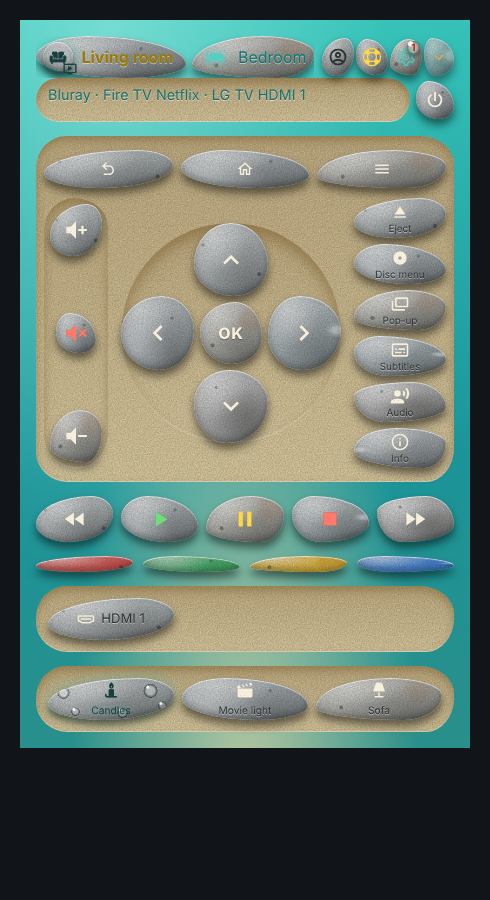 Living room Bedroom 1
Bluray · Fire TV Netflix · LG TV HDMI 1
Eject
Disc menu
Pop-up
OK
Subtitles
Audio
Info
HDMI 1
Candles Movie light Sofa